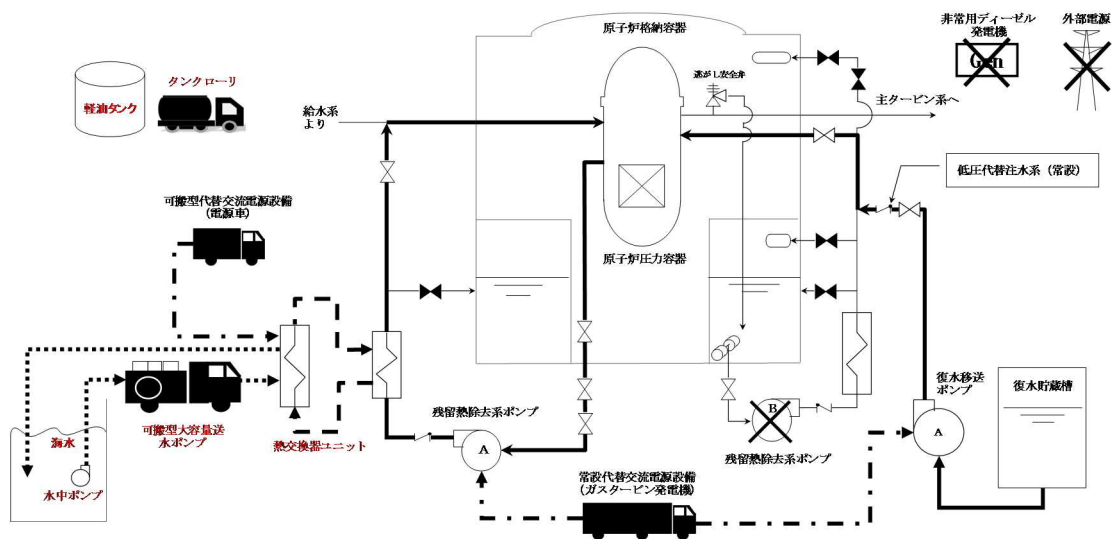 原子炉格納容器
非常用ディーゼル
発電機
外部電源
Gen
タンクローリ
軽油タンク
逃がし安全弁
給水系
より
主タービン系へ
低圧代替注水系（常設）
可搬型代替交流電源設備
（電源車）
原子炉圧力容器
復水移送
ポンプ
復水貯蔵槽
残留熱除去系ポンプ
B
A
A
可搬型大容量送
水ポンプ
熱交換器ユニット
海水
残留熱除去系ポンプ
水中ポンプ
常設代替交流電源設備
（ガスタービン発電機）